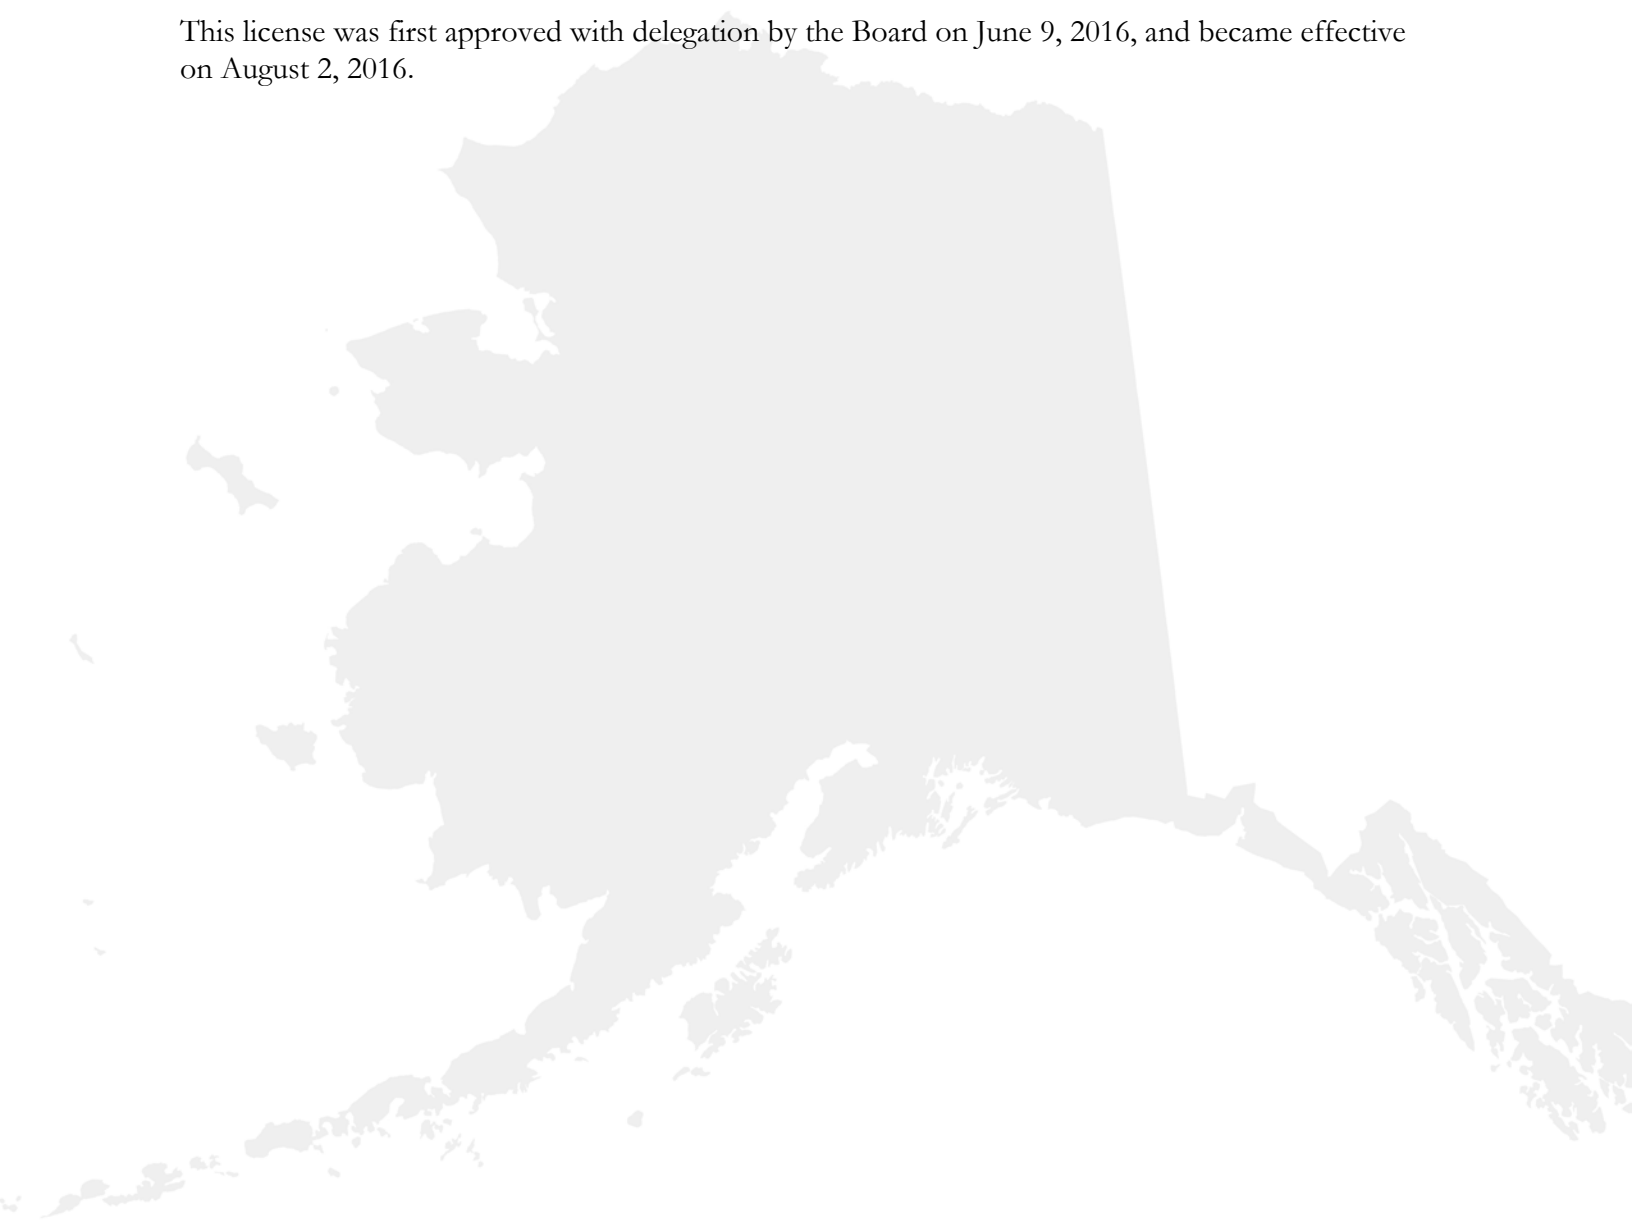 This license was first approved with delegation by the Board on June 9, 2016, and became effective
on August 2, 2016.